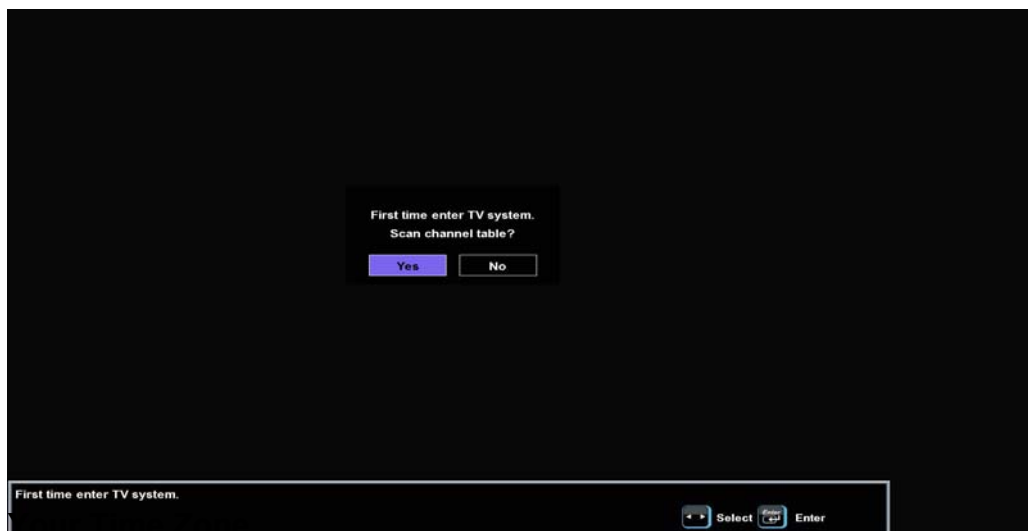 First time enter TV system.
Scan channel table?
Yes No
First time enter TV system.
Select Enter Enter